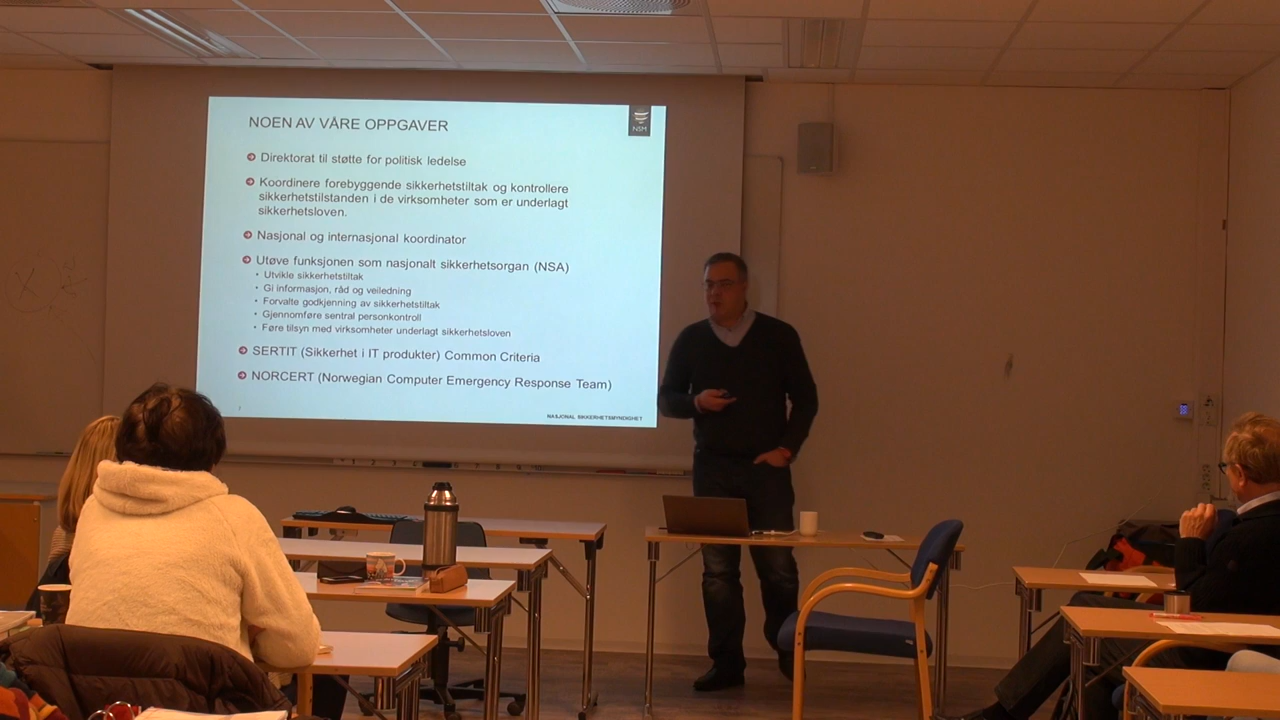 NOEN AV VÅRE OPPGAVER
NSM
Direktorat til støtte for politisk ledelse
Koordinere forebyggende sikkerhetstiltak og kontrollere
sikkerhetstilstanden i de virksomheter som er underlagt
sikkerhetsloven.
Nasjonal og internasjonal koordinator
Utøve funksjonen som nasjonalt sikkerhetsorgan (NSA)
• Utvikle sikkerhetstiltak
• Gi informasjon, råd og veiledning
• Forvalte godkjenning av sikkerhetstiltak
• Gjennomføre sentral personkontroll
• Føre tilsyn med virksomheter underlagt sikkerhetsloven
SERTIT (Sikkerhet i IT produkter) Common Criteria
NORCERT (Norwegian Computer Emergency Response Team)
7
NASJONAL SIKKERHETSMYNDIGHET